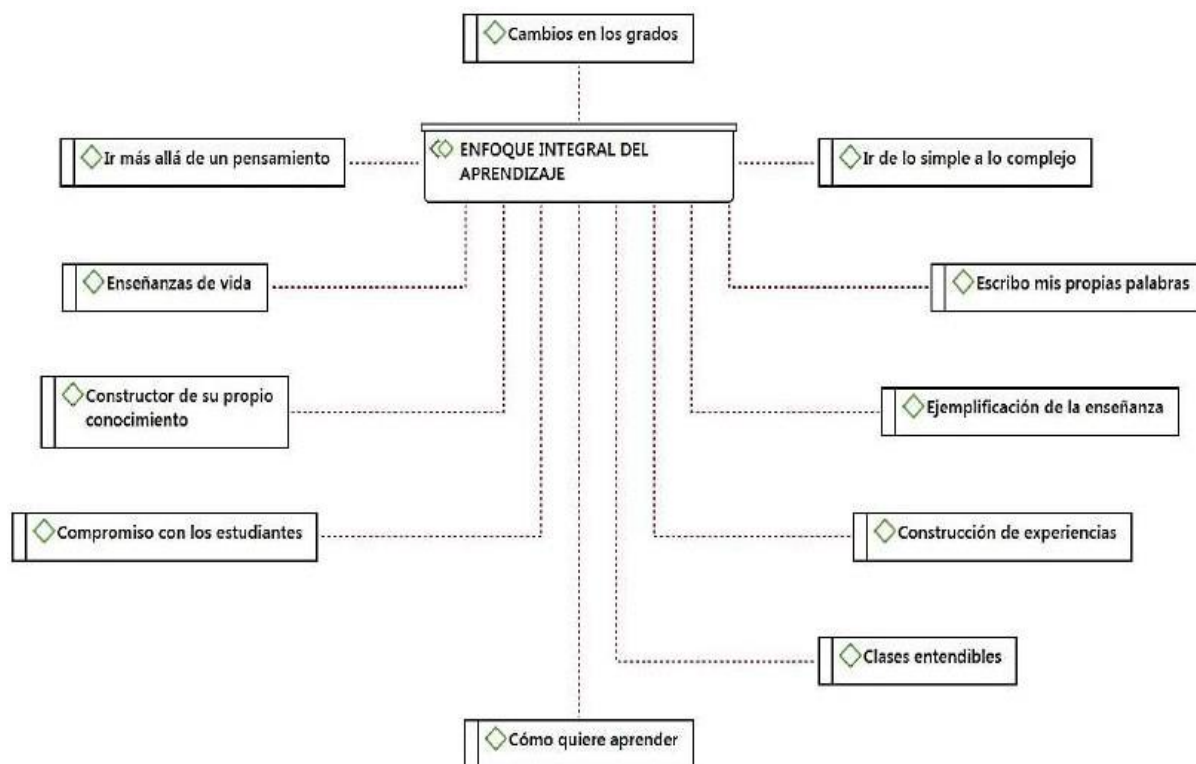 Cambios en los grados
ENFOQUE INTEGRAL DEL
APRENDIZAJE
Ir más allá de un pensamiento
Ir de lo simple a lo complejo
Enseñanzas de vida
Escribo mis propias palabras
Constructor de su propio
conocimiento
Ejemplificación de la enseñanza
Compromiso con los estudiantes
Construcción de experiencias
Clases entendibles
Cómo quiere aprender